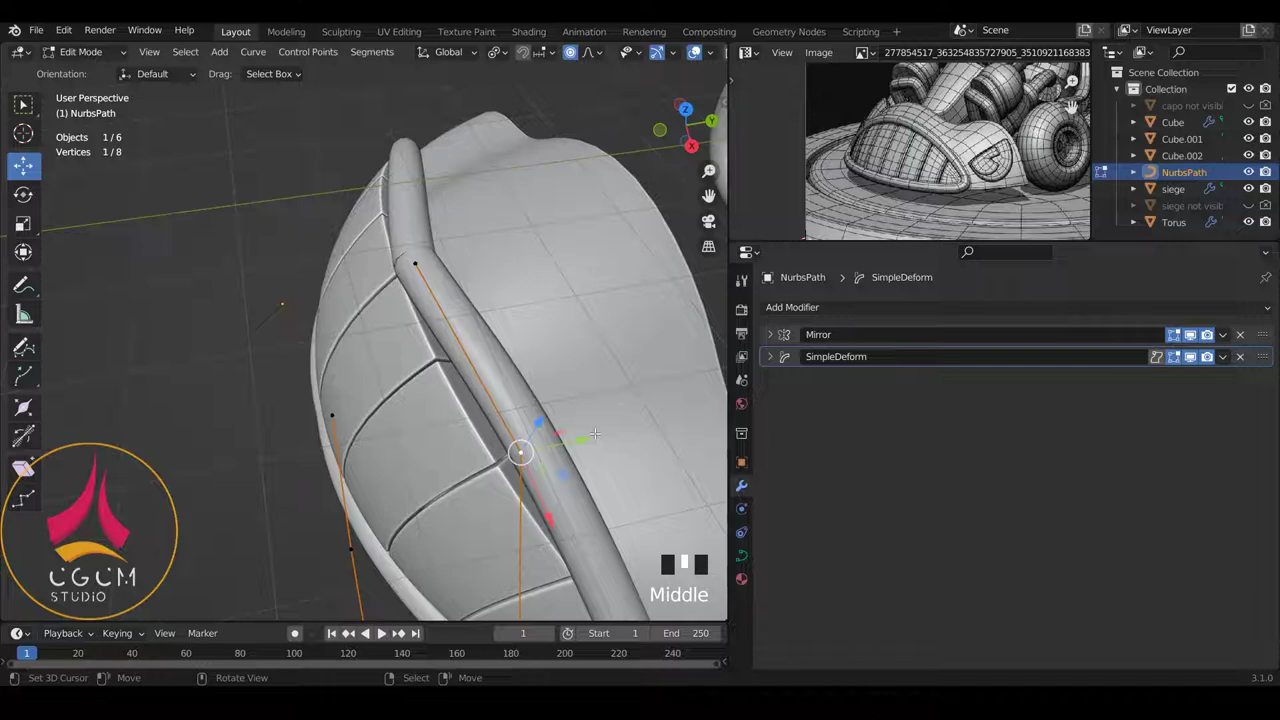 File Edit Render Window Help Layout Modeling Sculpting UV Editing Texture Paint Shading Animation Rendering Compositing Geometry Nodes Scripting Scene ViewLayer
Edit Mode View Select Add Curve Control Points Segments Global View Image 277854517_363254835727905_3510921168383
Orientation: Default Drag: Select Box
User Perspective
(1) NurbsPath
Objects 1/6
Vertices 1/8
Z
Y
X
Scene Collection
Collection
capo not visibl
Cube
Cube.001
Cube.002
NurbsPath
siege
siege not visib
Torus
NurbsPath SimpleDeform
Add Modifier
Mirror
SimpleDeform
CGCM
STUDIO
Middle
Playback Keying View Marker 1 Start 1 End 250
1 20 40 60 80 100 120 140 160 180 200 220 240
Set 3D Cursor Move Rotate View Select Move 3.1.0